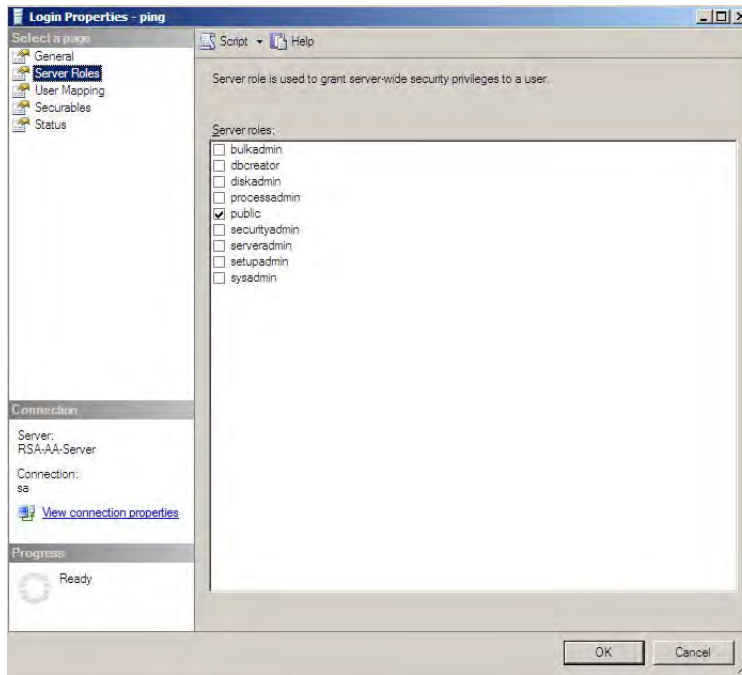 Login Properties - ping
Select a page
General
Server Roles
User Mapping
Securables
Status
Script
Help
Server role is used to grant server-wide security privileges to a user.
Server roles:
bulkadmin
dbcreator
diskadmin
processadmin
public
securityadmin
serveradmin
setupadmin
sysadmin
Connection
Server:
RSA-AA-Server
Connection:
sa
View connection properties
Progress
Ready
OK
Cancel